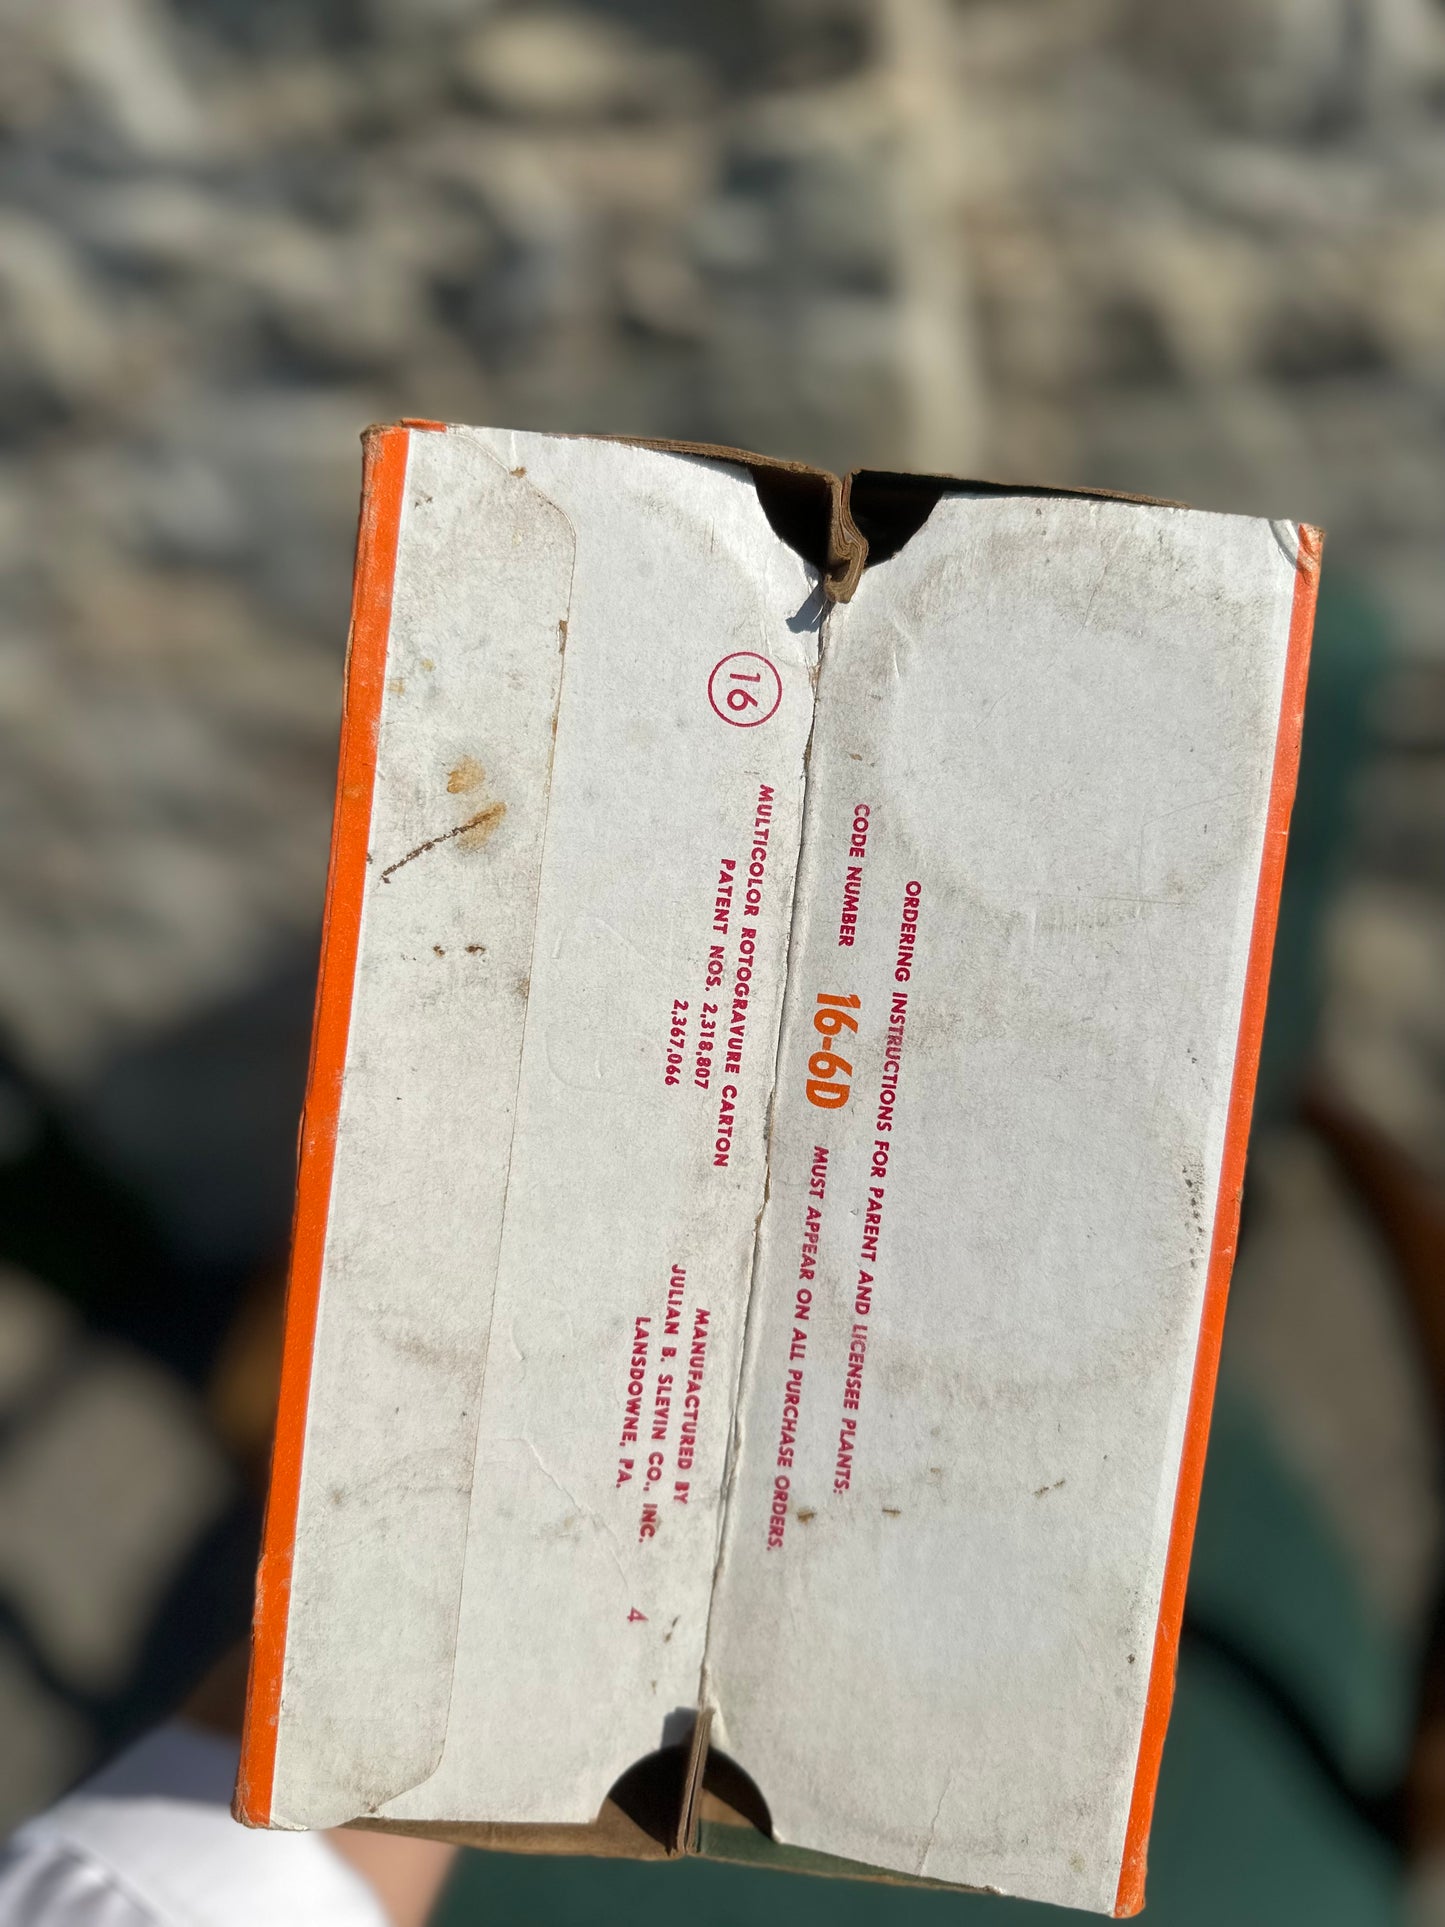 ORDERING INSTRUCTIONS FOR PARENT AND LICENSEE PLANTS:
CODE NUMBER 16-6D MUST APPEAR ON ALL PURCHASE ORDERS.
16
MULTICOLOR ROTOGRAVURE CARTON
PATENT NOS. 2,318,807
2,367,066
MANUFACTURED BY
JULIAN B. SLEVIN CO., INC.
LANSDOWNE, PA.
4